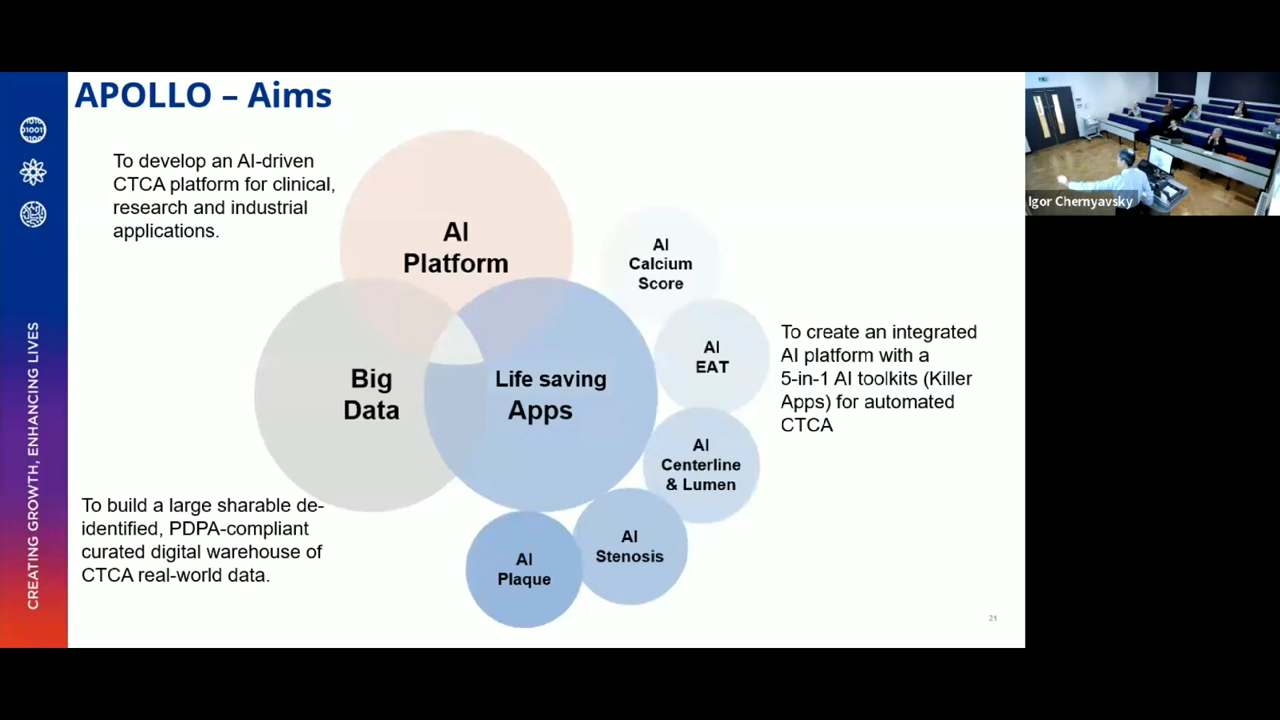 APOLLO – Aims
To develop an AI-driven
CTCA platform for clinical,
research and industrial
applications.
AI
Platform
Big
Data
Life saving
Apps
AI
Calcium
Score
AI
EAT
AI
Centerline
& Lumen
AI
Stenosis
AI
Plaque
To create an integrated
AI platform with a
5-in-1 AI toolkits (Killer
Apps) for automated
CTCA
To build a large sharable de-
identified, PDPA-compliant
curated digital warehouse of
CTCA real-world data.
CREATING GROWTH, ENHANCING LIVES
21
Igor Chernyavsky